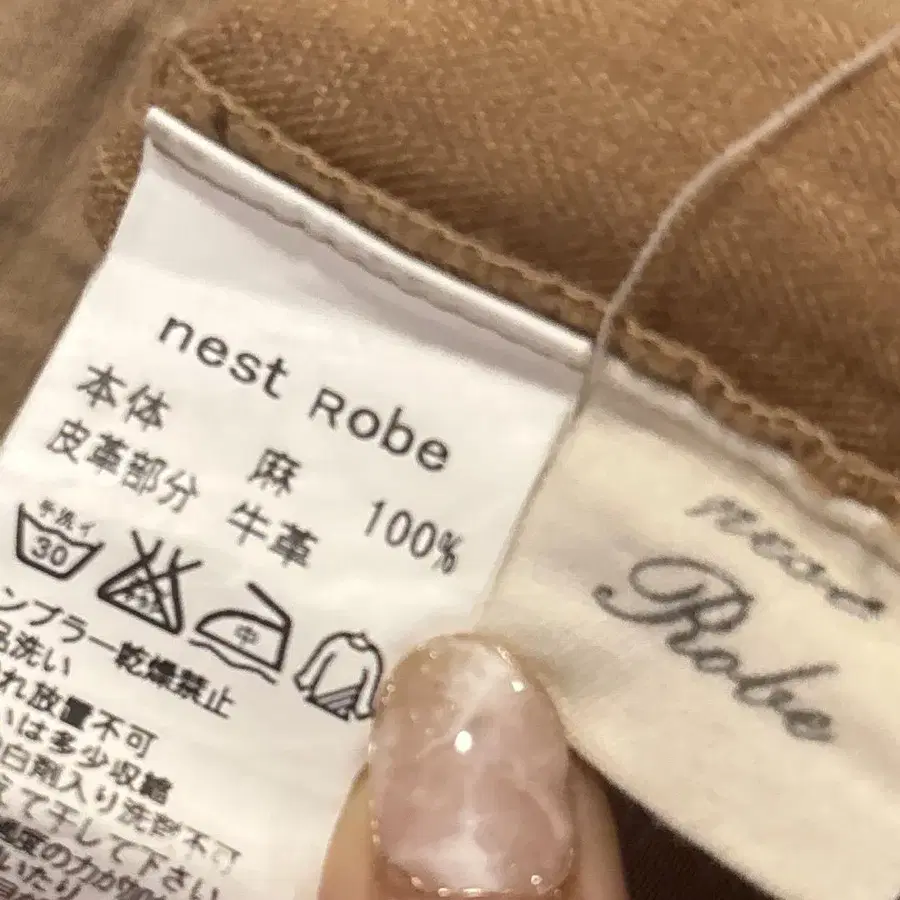 nest Robe
本体 麻 100%
皮革部分 牛革
手洗イ
30
中
ンブラー乾燥禁止
洗い
れ放置不可
いは多少収縮
白剤入り洗剤不可
て干して下さい
nest
Robe